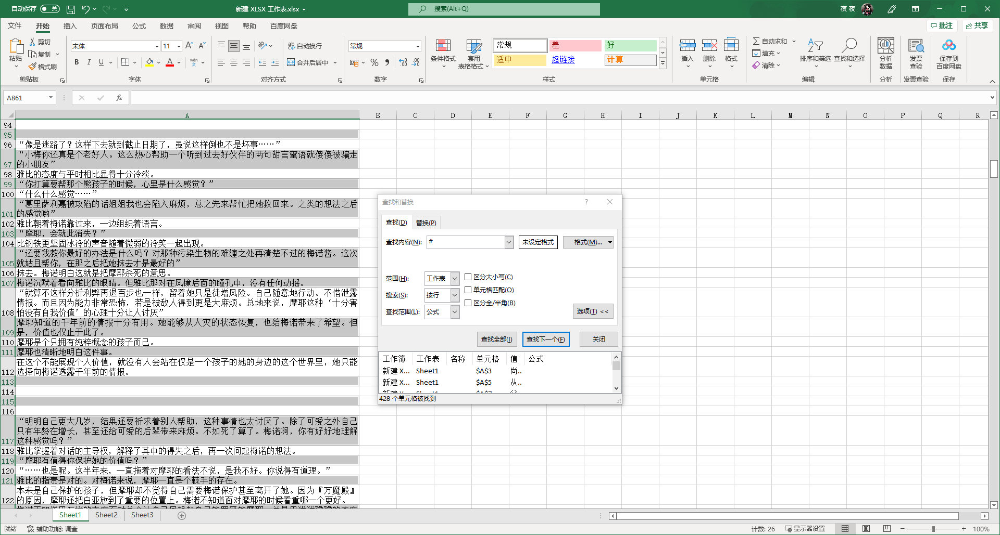 自动保存 关 新建 XLSX 工作表.xlsx 搜索(Alt+Q) 夜 夜
文件 开始 插入 页面布局 公式 数据 审阅 视图 帮助 百度网盘 批注 共享
粘贴 剪切 复制 格式刷 剪贴板
宋体 11 A A B I U A wén 文 字体
ab 自动换行 合并后居中 对齐方式
常规 % 数字
条件格式 套用 表格格式 常规 差 好 适中 超链接 计算 样式
插入 删除 格式 单元格
自动求和 填充 清除 排序和筛选 查找和选择 编辑
分析 数据 分析
发票 查验 发票查验
保存到 百度网盘 保存
A861 fx
A B C D E F G H I J K L M N O P Q R
94
95
96 “像是迷路了？这样下去就到截止日期了，虽说这样倒也不是坏事……”
“小梅你还真是个老好人。这么热心帮助一个听到过去好伙伴的两句甜言蜜语就傻傻被骗走
97 的小朋友”
98 雅比的态度与平时相比显得十分冷淡。
99 “你打算要帮那个熊孩子的时候，心里是什么感觉？”
100 “什么什么感觉……”
“葛里萨利嘉被攻陷的话姐姐我也会陷入麻烦，总之先来帮忙把她救回来。之类的想法之后
101 的感觉哟”
102 雅比朝着梅诺靠过来，一边组织着语言。
103 “摩耶，会就此消失？”
104 比钢铁更坚固冰冷的声音随着微弱的冷笑一起出现。
“还要我教你最好的办法是什么吗？对那种污染生物的难缠之处再清楚不过的梅诺酱。这次
105 就姑且帮你，在那之后把她抹去才是最好的”
106 抹去。梅诺明白这就是把摩耶杀死的意思。
107 梅诺沉默着看向雅比的眼睛。但雅比那对在风镜后面的瞳孔中，没有任何动摇。
“就算不这样分析利弊再退百步也一样，留着她只是徒增风险。自己随意地行动。不惜泄露
情报。而且因为能力非常恐怖，若是被敌人得到更是大麻烦。总地来说，摩耶这种‘十分害
108 怕没有自我价值’的心理十分让人讨厌”
摩耶知道的千年前的情报十分有用。她能够从人灾的状态恢复，也给梅诺带来了希望。但
109 是，价值也仅止于此了。
110 摩耶是个只拥有纯粹概念的孩子而已。
111 摩耶也清晰地明白这件事。
在这个不能展现个人价值，就没有人会站在仅是一个孩子的她的身边的这个世界里，她只能
112 选择向梅诺透露千年前的情报。
113
114
115
116
“明明自己更大几岁，结果还要祈求着别人帮助，这种事情也太讨厌了。除了可爱之外自己
只有年龄在增长，甚至还给可爱的后辈带来麻烦。不如死了算了。梅诺啊，你有好好地理解
117 这种感觉吗？”
118 雅比掌握着对话的主导权，解释了其中的得失之后，再一次问起梅诺的想法。
119 “摩耶有值得你保护她的价值吗？”
120 “……也是呢。这半年来，一直拖着对摩耶的看法不说，是我不好。你说得有道理。”
121 雅比的指责是对的。对梅诺来说，摩耶一直是个棘手的存在。
本来是自己保护的孩子，但摩耶却不觉得自己需要梅诺保护甚至离开了她。因为『万魔殿』
122 的原因，摩耶还把白亚放到了重要的位置上。梅诺不知道面对摩耶的时候看重哪一个更好。
查找和替换 ?
查找(D) 替换(P)
查找内容(N): # 未设定格式 格式(M)...
范围(H): 工作表 区分大小写(C)
单元格匹配(O)
搜索(S): 按行
区分全/半角(B)
查找范围(L): 公式 选项(T) <<
查找全部(I) 查找下一个(F) 关闭
工作簿 工作表 名称 单元格 值 公式
新建 X... Sheet1 $A$3 尚..
新建 X... Sheet1 $A$5 从..
428 个单元格被找到
Sheet1 Sheet2 Sheet3
就绪 辅助功能: 调查 计数: 26 显示器设置 100%